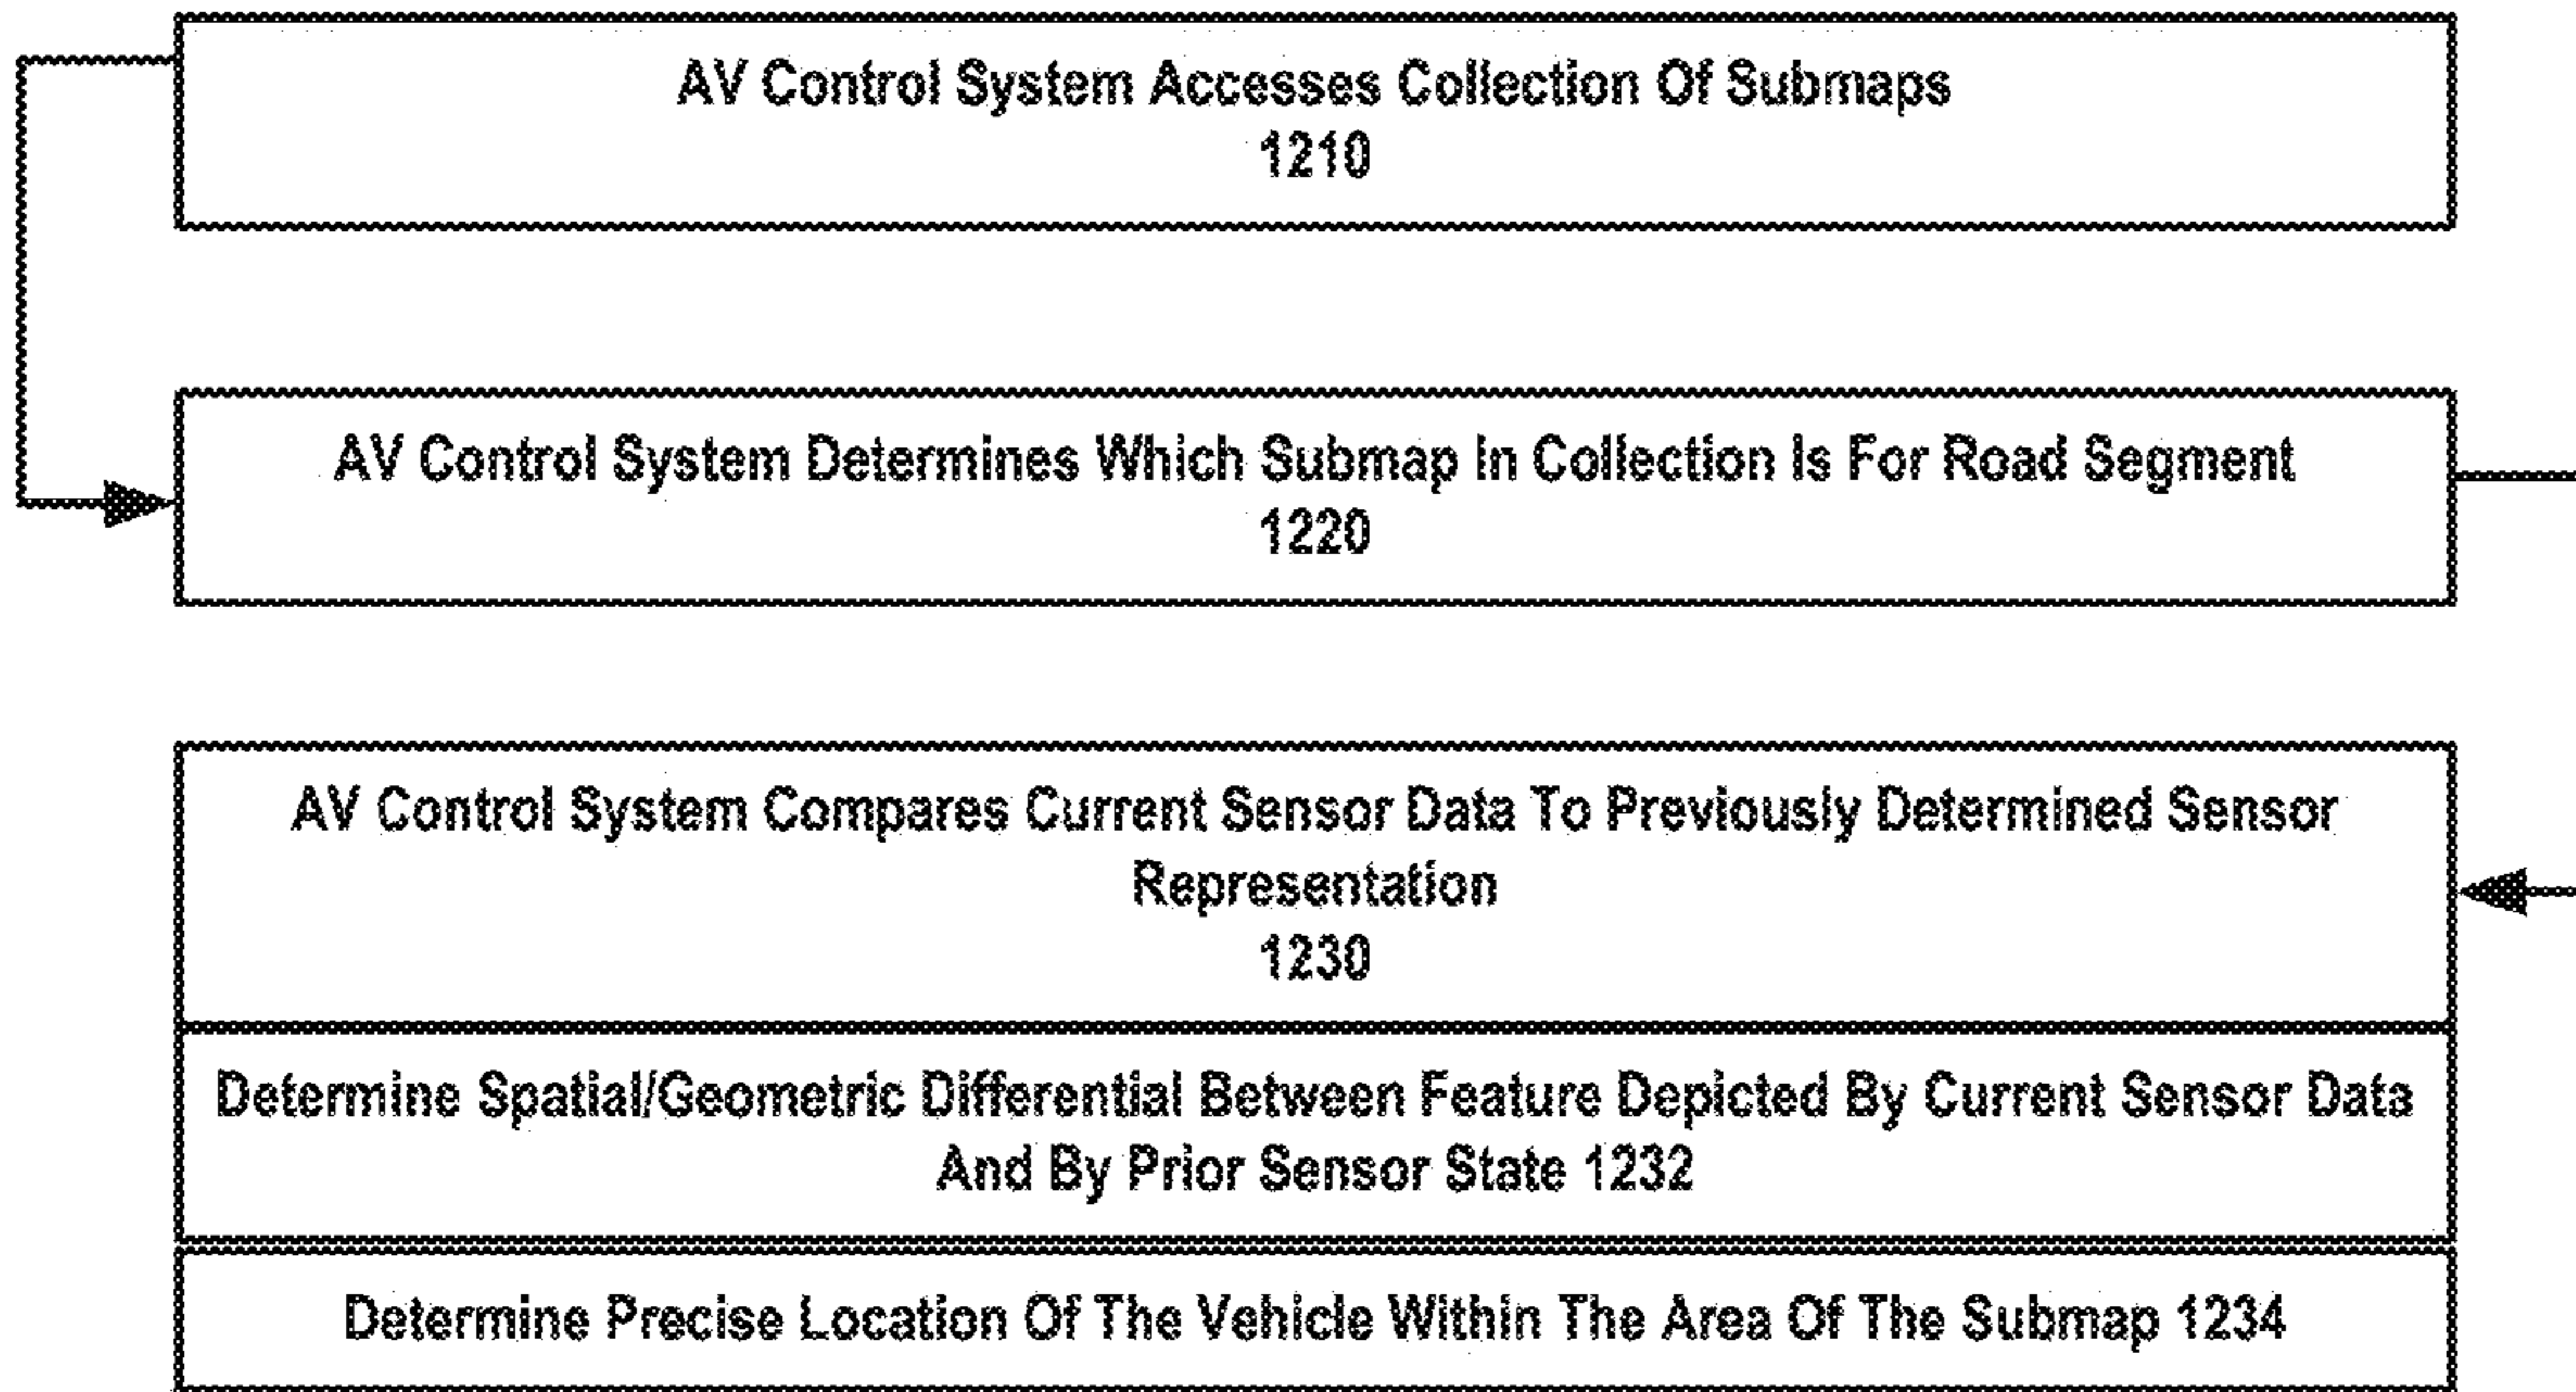 AV Control System Accesses Collection Of Submaps
1210
AV Control System Determines Which Submap In Collection Is For Road Segment
1220
AV Control System Compares Current Sensor Data To Previously Determined Sensor
Representation
1230
Determine Spatial/Geometric Differential Between Feature Depicted By Current Sensor Data
And By Prior Sensor State 1232
Determine Precise Location Of The Vehicle Within The Area Of The Submap 1234